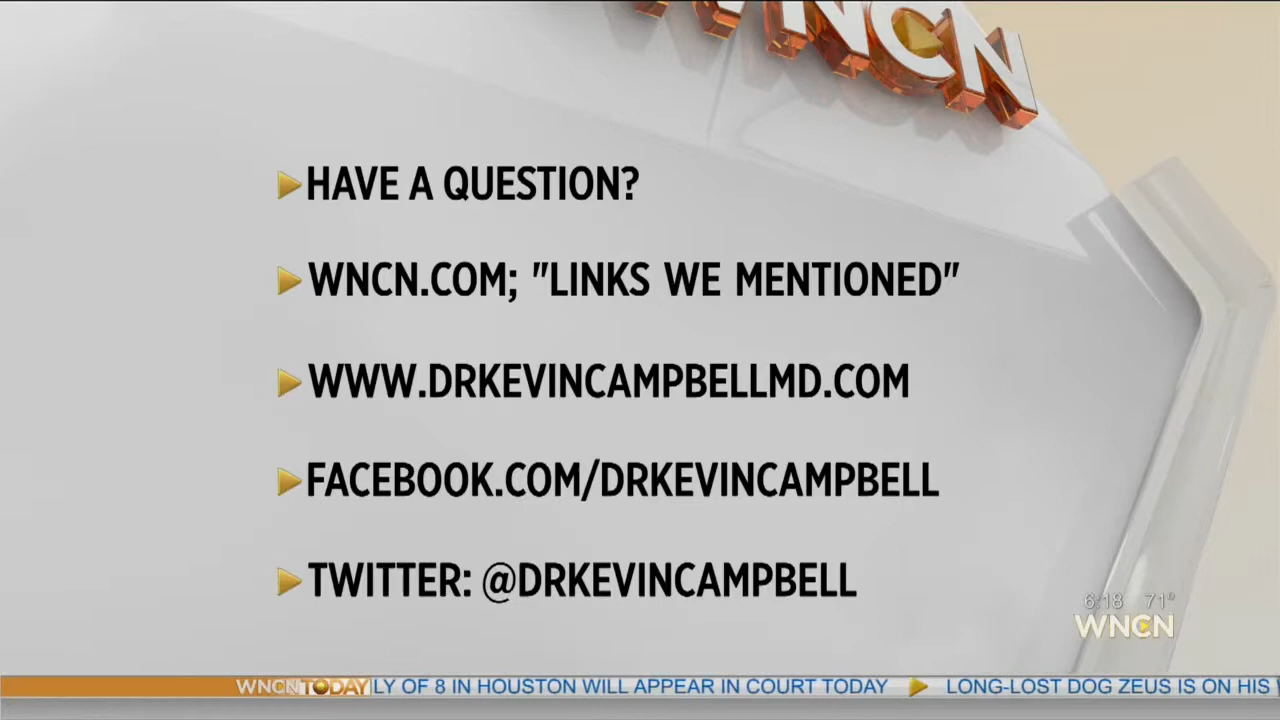 WNCN
HAVE A QUESTION?
WNCN.COM; "LINKS WE MENTIONED"
WWW.DRKEVINCAMPBELLMD.COM
FACEBOOK.COM/DRKEVINCAMPBELL
TWITTER: @DRKEVINCAMPBELL
6:18 71°
WNCN
WNCN TODAY LY OF 8 IN HOUSTON WILL APPEAR IN COURT TODAY LONG-LOST DOG ZEUS IS ON HIS